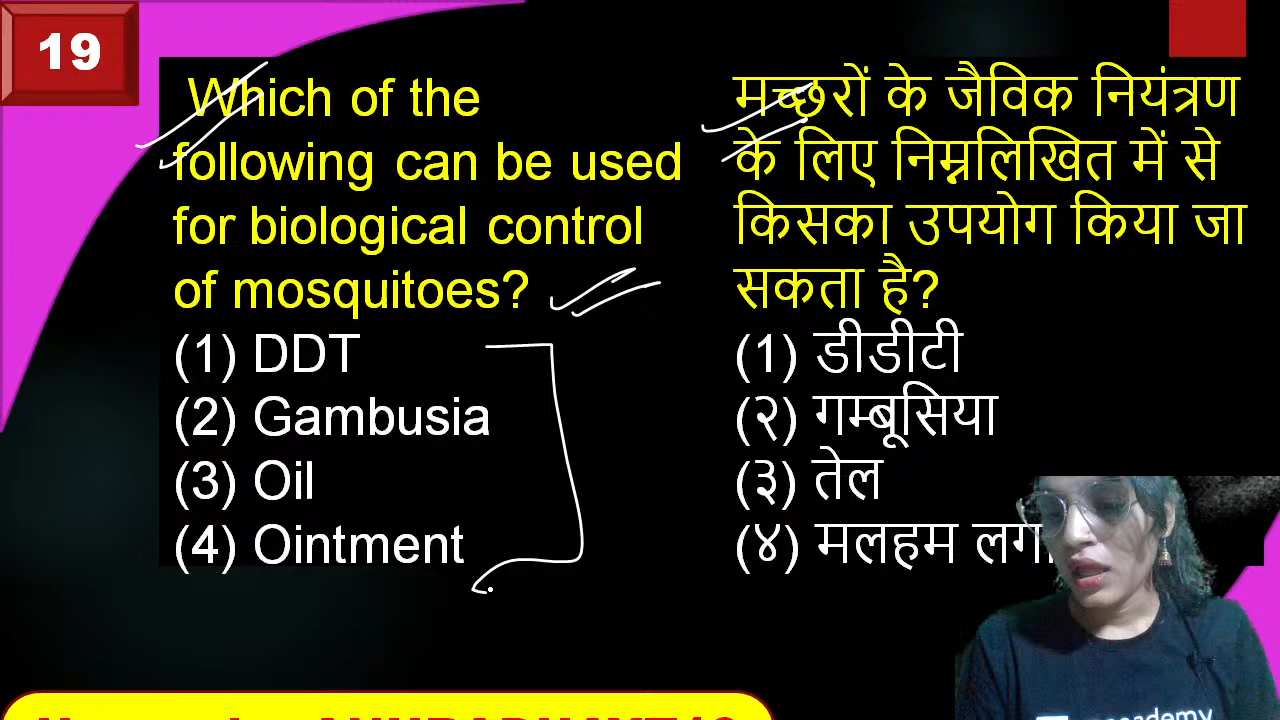 19
Which of the
following can be used
for biological control
of mosquitoes?
(1) DDT
(2) Gambusia
(3) Oil
(4) Ointment
मच्छरों के जैविक नियंत्रण
के लिए निम्नलिखित में से
किसका उपयोग किया जा
सकता है?
(1) डीडीटी
(२) गम्बूसिया
(३) तेल
(४) मलहम